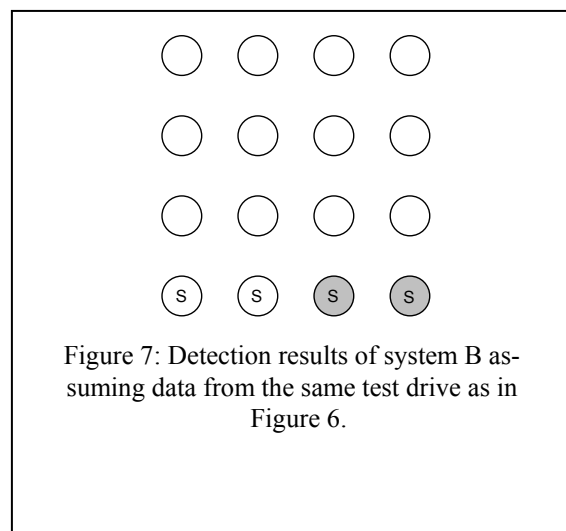 S S S S
Figure 7: Detection results of system B as-
suming data from the same test drive as in
Figure 6.